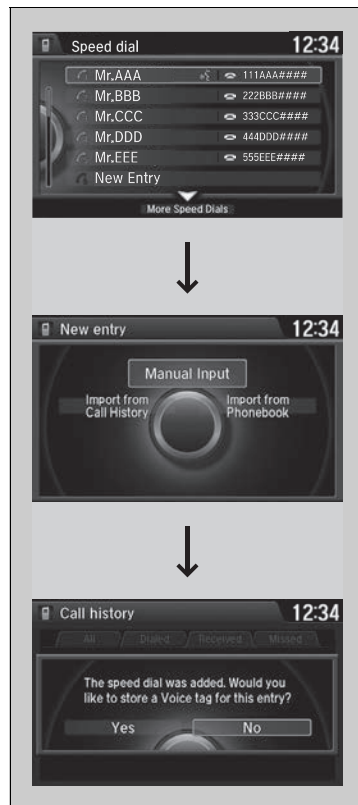 Speed dial 12:34
Mr.AAA 111AAA####
Mr.BBB 222BBB####
Mr.CCC 333CCC####
Mr.DDD 444DDD####
Mr.EEE 555EEE####
New Entry
More Speed Dials
New entry 12:34
Manual Input
Import from Call History
Import from Phonebook
Call history 12:34
All Dialed Received Missed
The speed dial was added. Would you
like to store a Voice tag for this entry?
Yes No